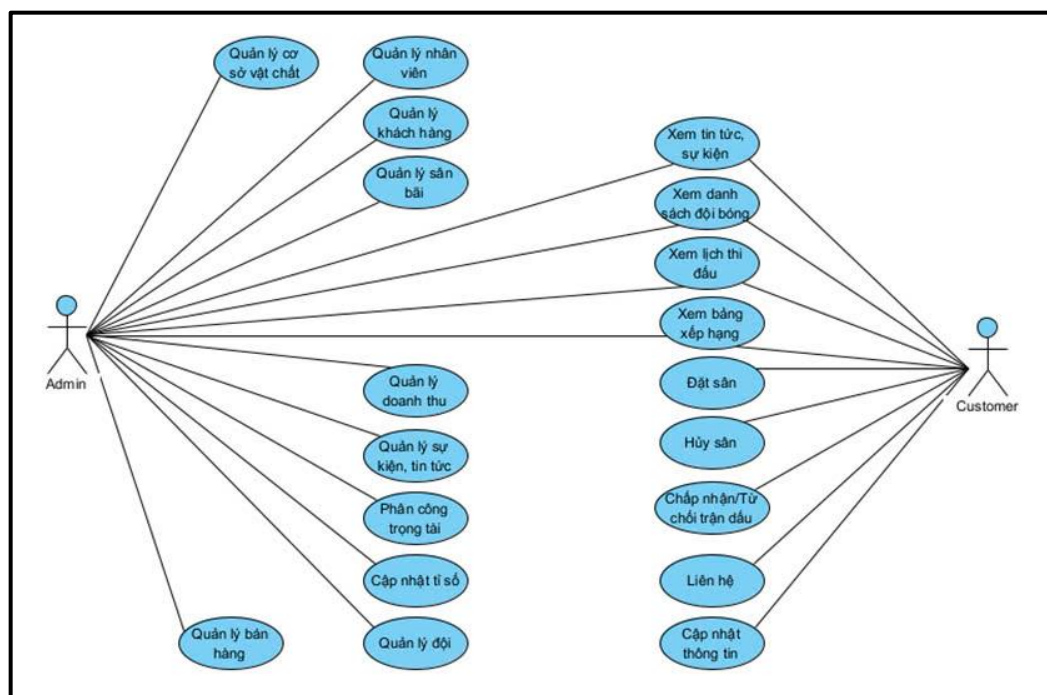 Quản lý cơ
sở vật chất
Quản lý nhân
viên
Quản lý
khách hàng
Quản lý sân
bãi
Xem tin tức,
sự kiện
Xem danh
sách đội bóng
Xem lịch thi
đấu
Xem bảng
xếp hạng
Admin
Customer
Quản lý
doanh thu
Đặt sân
Quản lý sự
kiện, tin tức
Hủy sân
Phân công
trọng tài
Chấp nhận/Từ
chối trận dấu
Cập nhật tỉ số
Liên hệ
Quản lý bán
hàng
Quản lý đội
Cập nhật
thông tin